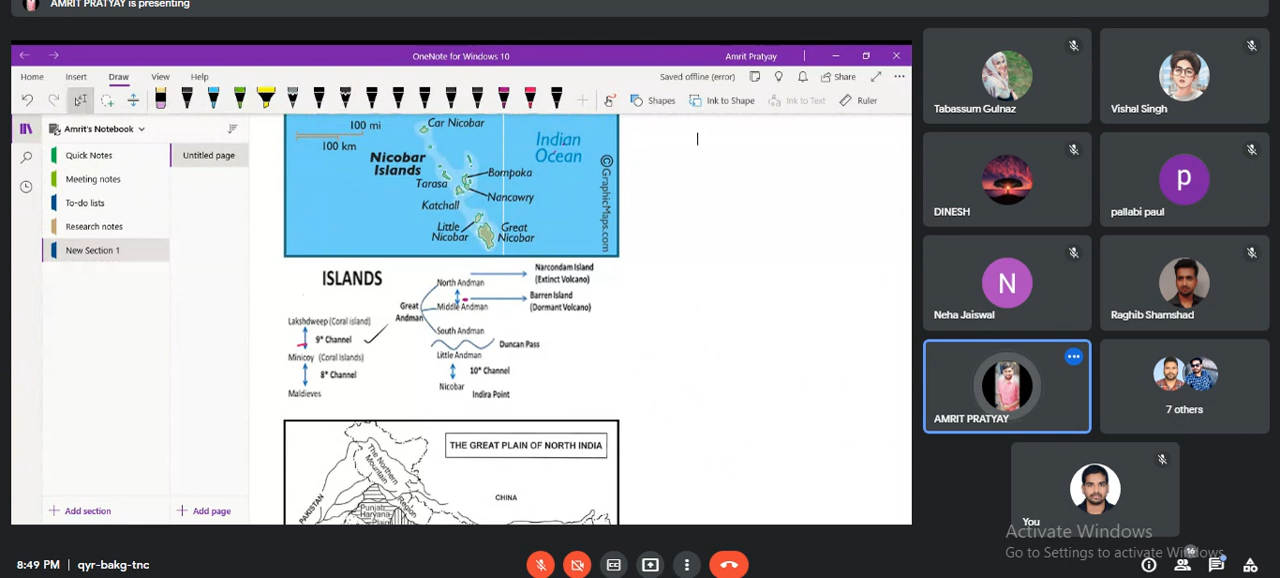 AMRIT PRATYAY is presenting
OneNote for Windows 10
Amrit Pratyay
Home Insert Draw View Help
Saved offline (error)
Share
Shapes
Ink to Shape
Ink to Text
Ruler
Amrit's Notebook
Quick Notes
Meeting notes
To-do lists
Research notes
New Section 1
Add section
Untitled page
Add page
100 mi
100 km
Car Nicobar
Indian
Ocean
Nicobar
Islands
Bompoka
Tarasa
Nancowry
Katchall
Little
Nicobar
Great
Nicobar
©GraphicMaps.com
ISLANDS
Lakshdweep (Coral island)
9° Channel
Minicoy (Coral Islands)
8° Channel
Maldieves
Great
Andman
North Andman
Middle Andman
South Andman
Little Andman
10° Channel
Nicobar
Indira Point
Duncan Pass
Narcondam Island
(Extinct Volcano)
Barren Island
(Dormant Volcano)
THE GREAT PLAIN OF NORTH INDIA
The Northern
Mountain
Region
PAKISTAN
Punjab
Haryana
Plain
CHINA
Tabassum Gulnaz
Vishal Singh
DINESH
p
pallabi paul
N
Neha Jaiswal
Raghib Shamshad
AMRIT PRATYAY
7 others
You
Activate Windows
Go to Settings to activate Windows.
8:49 PM | qyr-bakg-tnc
16